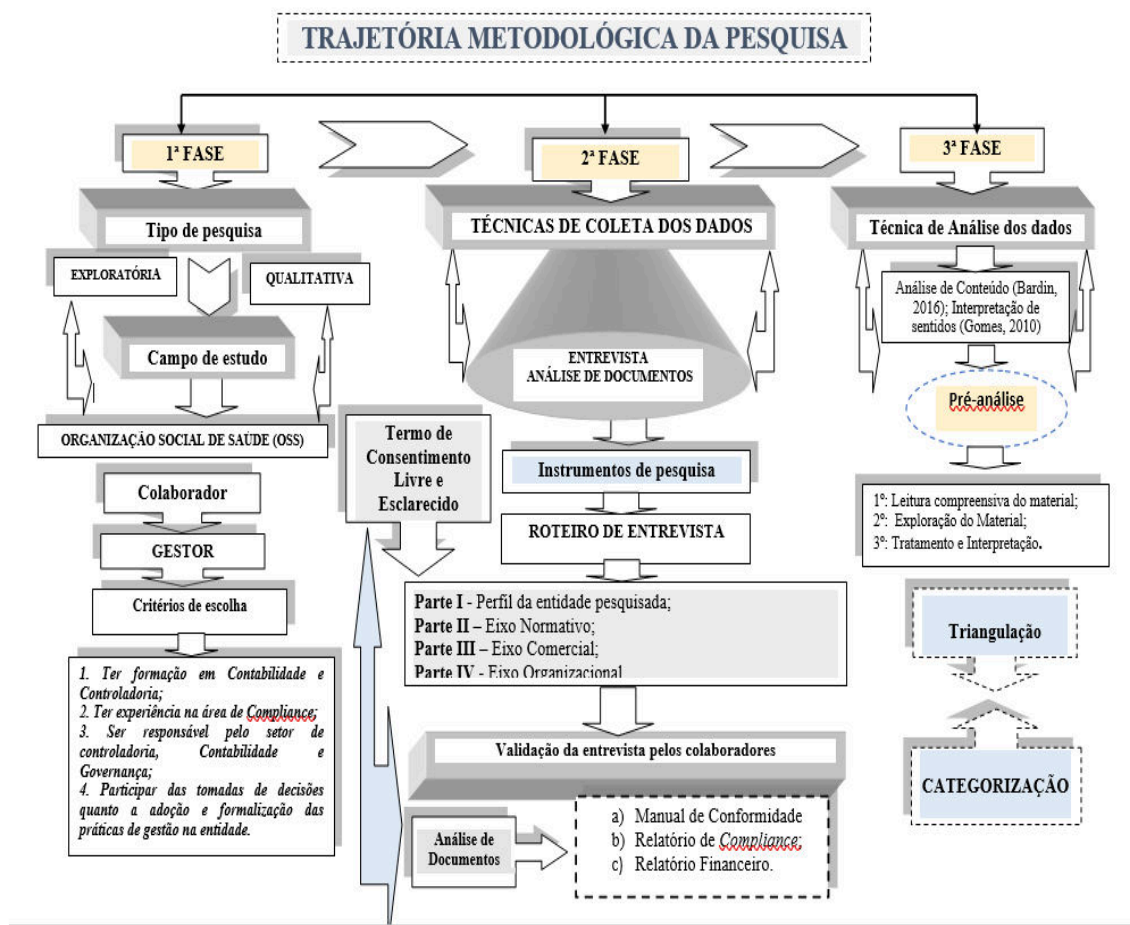 TRAJETÓRIA METODOLÓGICA DA PESQUISA
1ª FASE
Tipo de pesquisa
EXPLORATÓRIA
QUALITATIVA
Campo de estudo
ORGANIZAÇÃO SOCIAL DE SAÚDE (OSS)
Colaborador
GESTOR
Critérios de escolha
1. Ter formação em Contabilidade e
Controladoria;
2. Ter experiência na área de Compliance;
3. Ser responsável pelo setor de
controladoria, Contabilidade e
Governança;
4. Participar das tomadas de decisões
quanto a adoção e formalização das
práticas de gestão na entidade.
2ª FASE
TÉCNICAS DE COLETA DOS DADOS
ENTREVISTA
ANÁLISE DE DOCUMENTOS
Termo de
Consentimento
Livre e
Esclarecido
Instrumentos de pesquisa
ROTEIRO DE ENTREVISTA
Parte I - Perfil da entidade pesquisada;
Parte II – Eixo Normativo;
Parte III – Eixo Comercial;
Parte IV - Eixo Organizacional
Validação da entrevista pelos colaboradores
Análise de
Documentos
a) Manual de Conformidade
b) Relatório de Compliance;
c) Relatório Financeiro.
3ª FASE
Técnica de Análise dos dados
Análise de Conteúdo (Bardin,
2016); Interpretação de
sentidos (Gomes, 2010)
Pré-análise
1º: Leitura compreensiva do material;
2º: Exploração do Material;
3º: Tratamento e Interpretação.
Triangulação
CATEGORIZAÇÃO